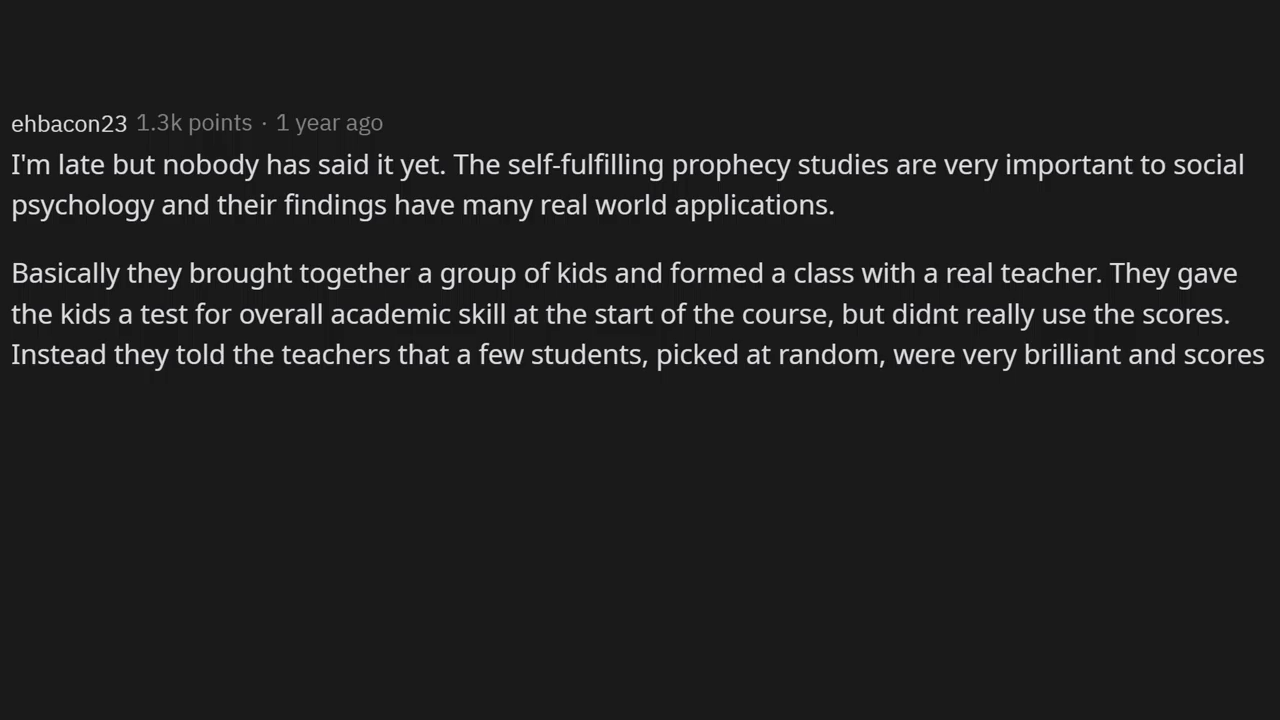 ehbacon23 1.3k points · 1 year ago
I'm late but nobody has said it yet. The self-fulfilling prophecy studies are very important to social
psychology and their findings have many real world applications.
Basically they brought together a group of kids and formed a class with a real teacher. They gave
the kids a test for overall academic skill at the start of the course, but didnt really use the scores.
Instead they told the teachers that a few students, picked at random, were very brilliant and scores